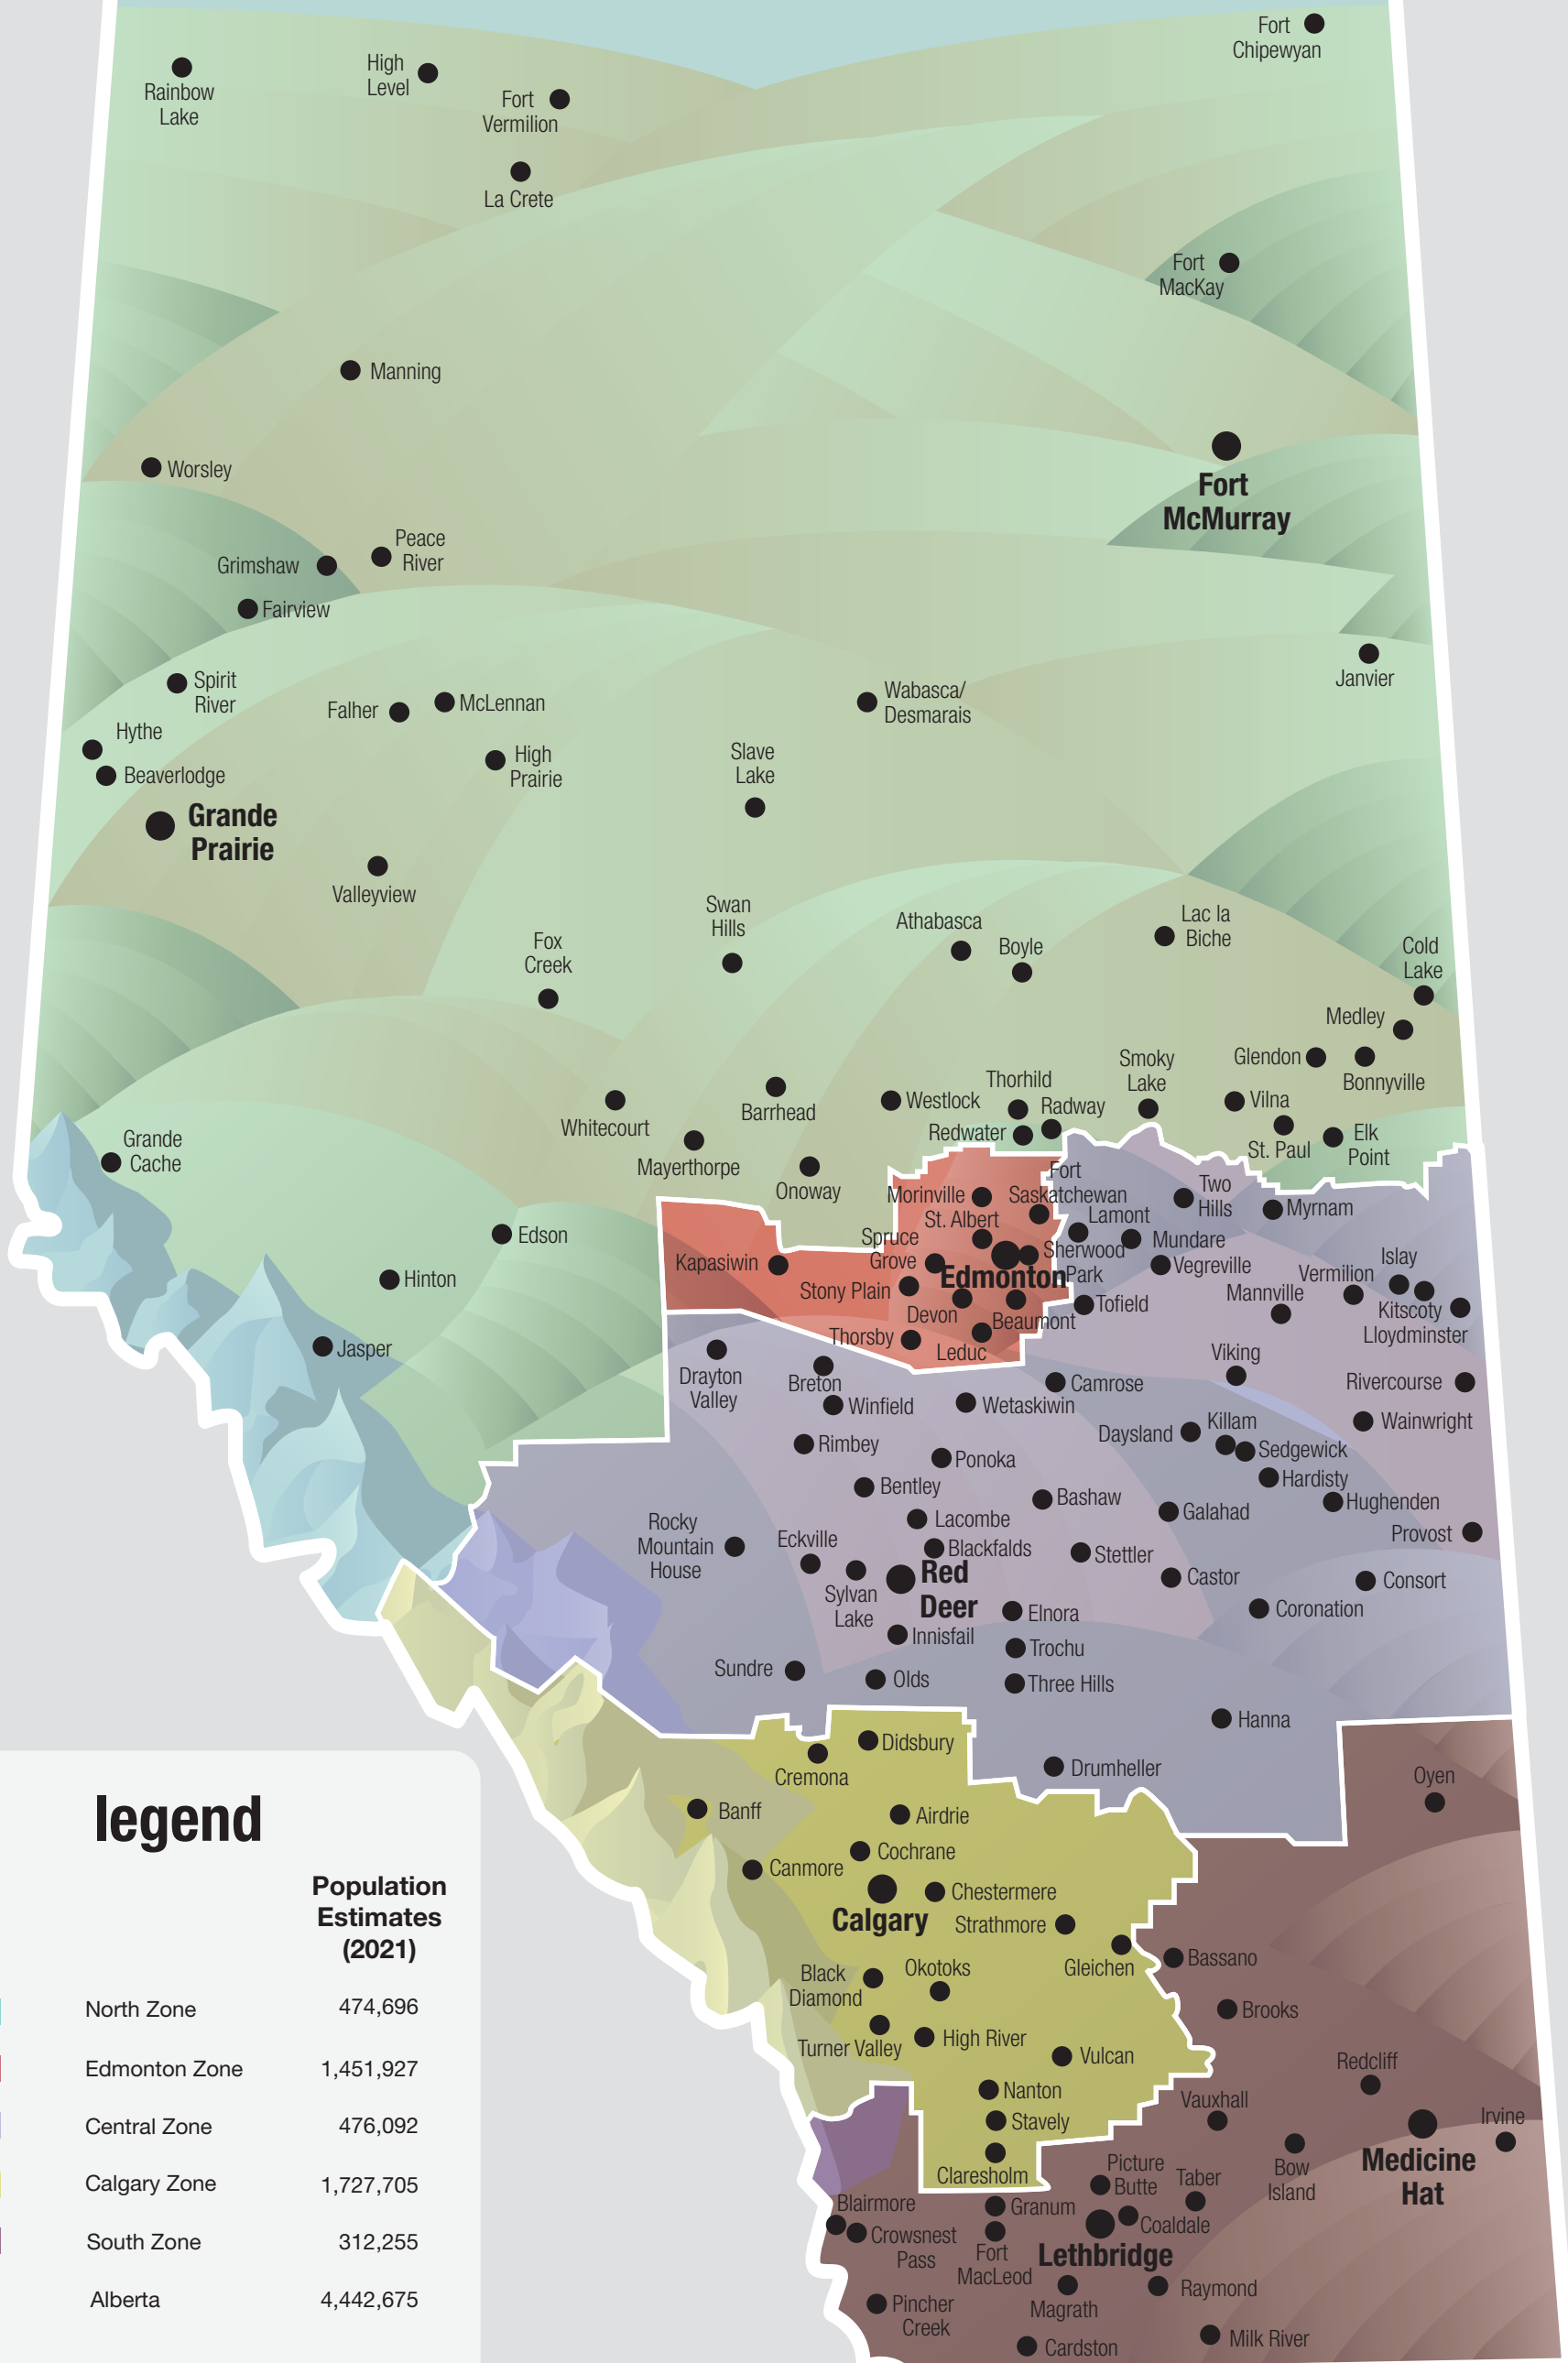 Fort
Chipewyan
Rainbow
Lake
High
Level
Fort
Vermilion
La Crete
Fort
MacKay
Manning
Worsley
Fort
McMurray
Peace
River
Grimshaw
Fairview
Janvier
Spirit
River
Falher
McLennan
Wabasca/
Desmarais
Hythe
Beaverlodge
High
Prairie
Slave
Lake
Grande
Prairie
Valleyview
Swan
Hills
Athabasca
Lac la
Biche
Fox
Creek
Boyle
Cold
Lake
Medley
Glendon
Bonnyville
Smoky
Lake
Thorhild
Radway
Vilna
Westlock
Barrhead
Whitecourt
Redwater
St. Paul
Elk
Point
Grande
Cache
Mayerthorpe
Onoway
Morinville
Fort
Saskatchewan
St. Albert
Two
Hills
Myrnam
Lamont
Mundare
Edson
Spruce
Grove
Sherwood
Park
Kapasiwin
Edmonton
Vegreville
Islay
Vermilion
Hinton
Stony Plain
Mannville
Kitscoty
Devon
Beaumont
Tofield
Lloydminster
Jasper
Thorsby
Leduc
Viking
Drayton
Valley
Breton
Camrose
Rivercourse
Winfield
Wetaskiwin
Killam
Wainwright
Daysland
Rimbey
Sedgewick
Ponoka
Hardisty
Bentley
Bashaw
Hughenden
Galahad
Rocky
Mountain
House
Lacombe
Provost
Eckville
Blackfalds
Stettler
Red
Deer
Castor
Consort
Sylvan
Lake
Coronation
Elnora
Innisfail
Trochu
Sundre
Olds
Three Hills
Hanna
Didsbury
Cremona
Drumheller
Oyen
Banff
Airdrie
Cochrane
Canmore
Chestermere
Calgary
Strathmore
Gleichen
Bassano
Black
Diamond
Okotoks
Brooks
Turner Valley
High River
Vulcan
Redcliff
Nanton
Vauxhall
Stavely
Irvine
Medicine
Hat
Bow
Island
Claresholm
Picture
Butte
Taber
Blairmore
Granum
Coaldale
Crowsnest
Pass
Fort
MacLeod
Lethbridge
Raymond
Pincher
Creek
Magrath
Milk River
Cardston
legend
Population
Estimates
(2021)
North Zone 474,696
Edmonton Zone 1,451,927
Central Zone 476,092
Calgary Zone 1,727,705
South Zone 312,255
Alberta 4,442,675